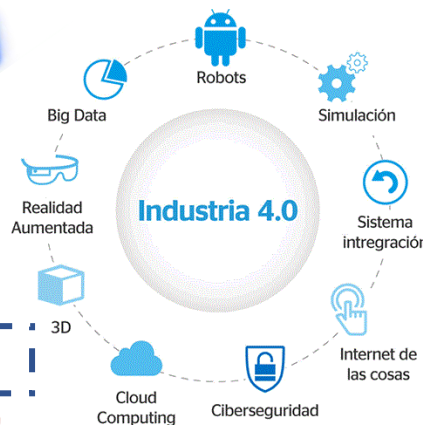 Robots
Big Data
Simulación
Realidad
Aumentada
Industria 4.0
Sistema
intregración
3D
Internet de
las cosas
Cloud
Computing
Ciberseguridad